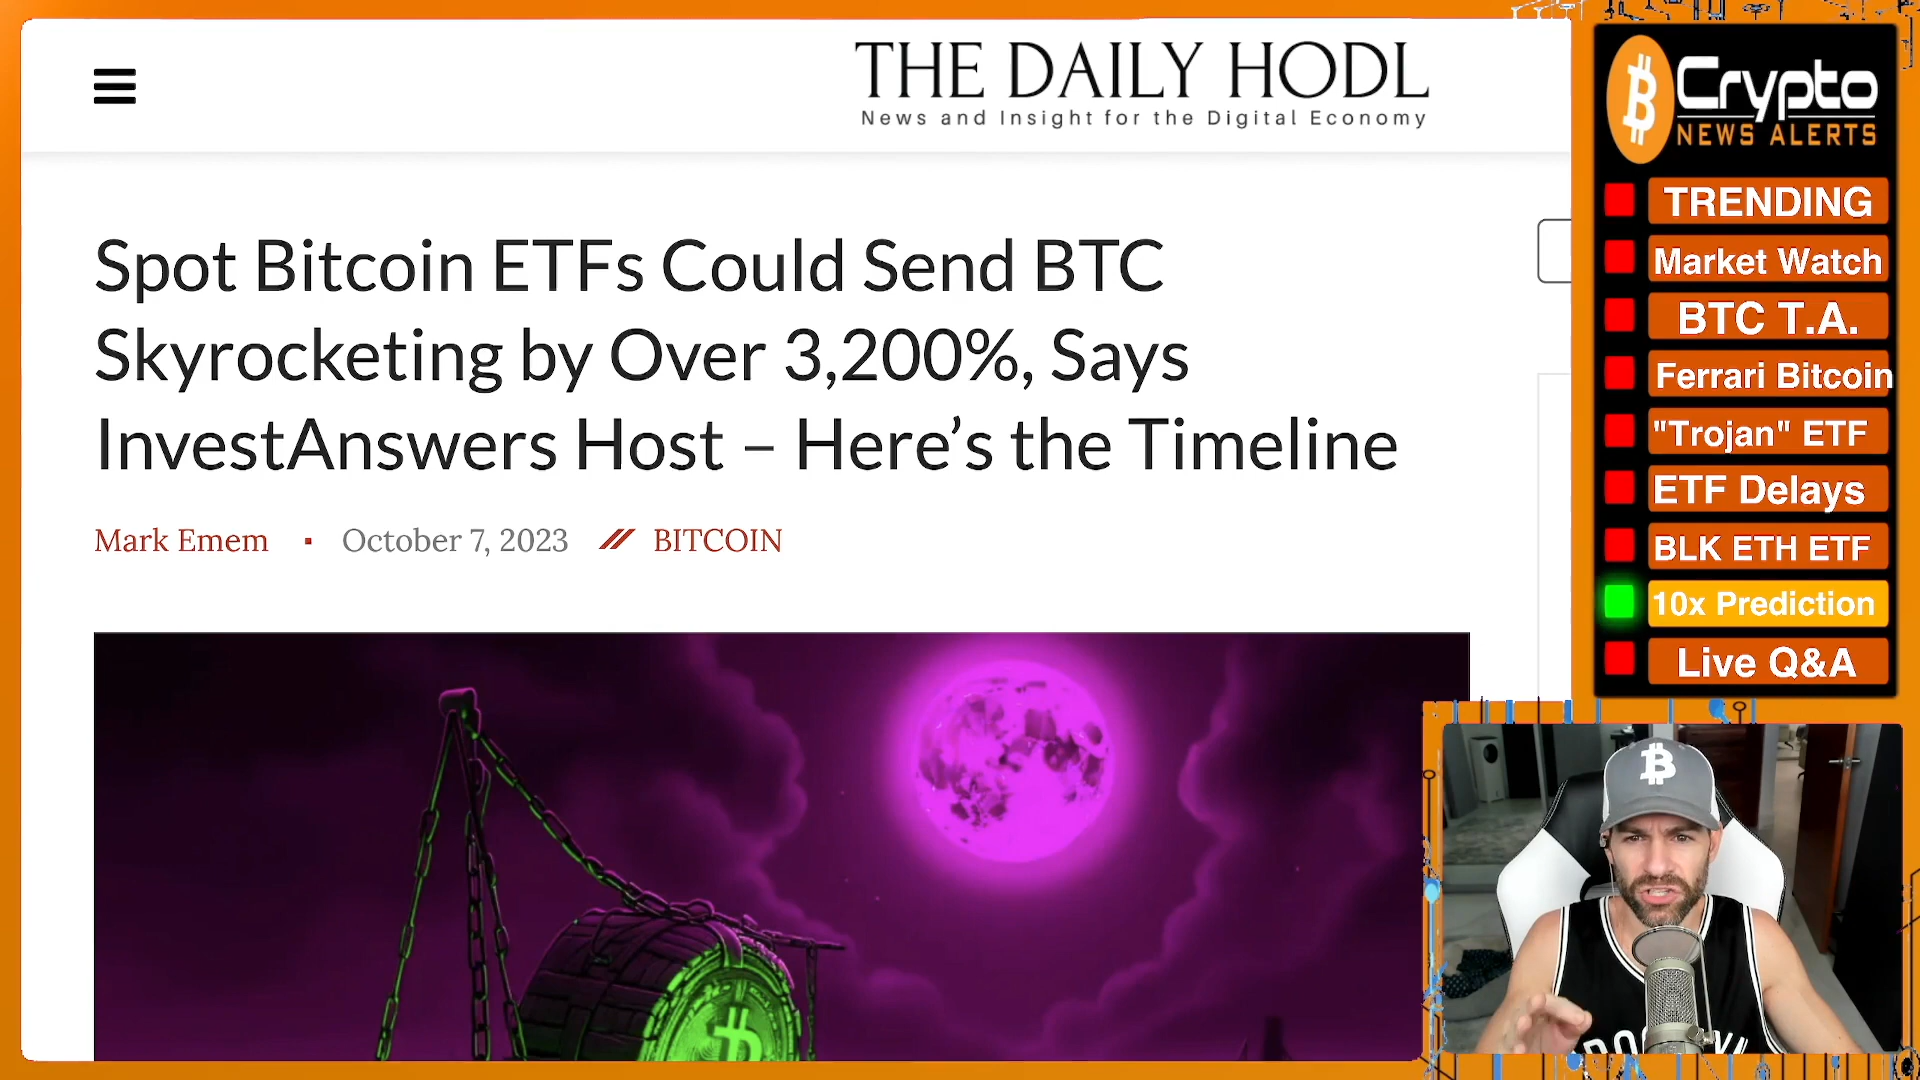 THE DAILY HODL
News and Insight for the Digital Economy
Spot Bitcoin ETFs Could Send BTC
Skyrocketing by Over 3,200%, Says
InvestAnswers Host – Here’s the Timeline
Mark Emem ▪ October 7, 2023 // BITCOIN
Crypto
NEWS ALERTS
TRENDING
Market Watch
BTC T.A.
Ferrari Bitcoin
"Trojan" ETF
ETF Delays
BLK ETH ETF
10x Prediction
Live Q&A